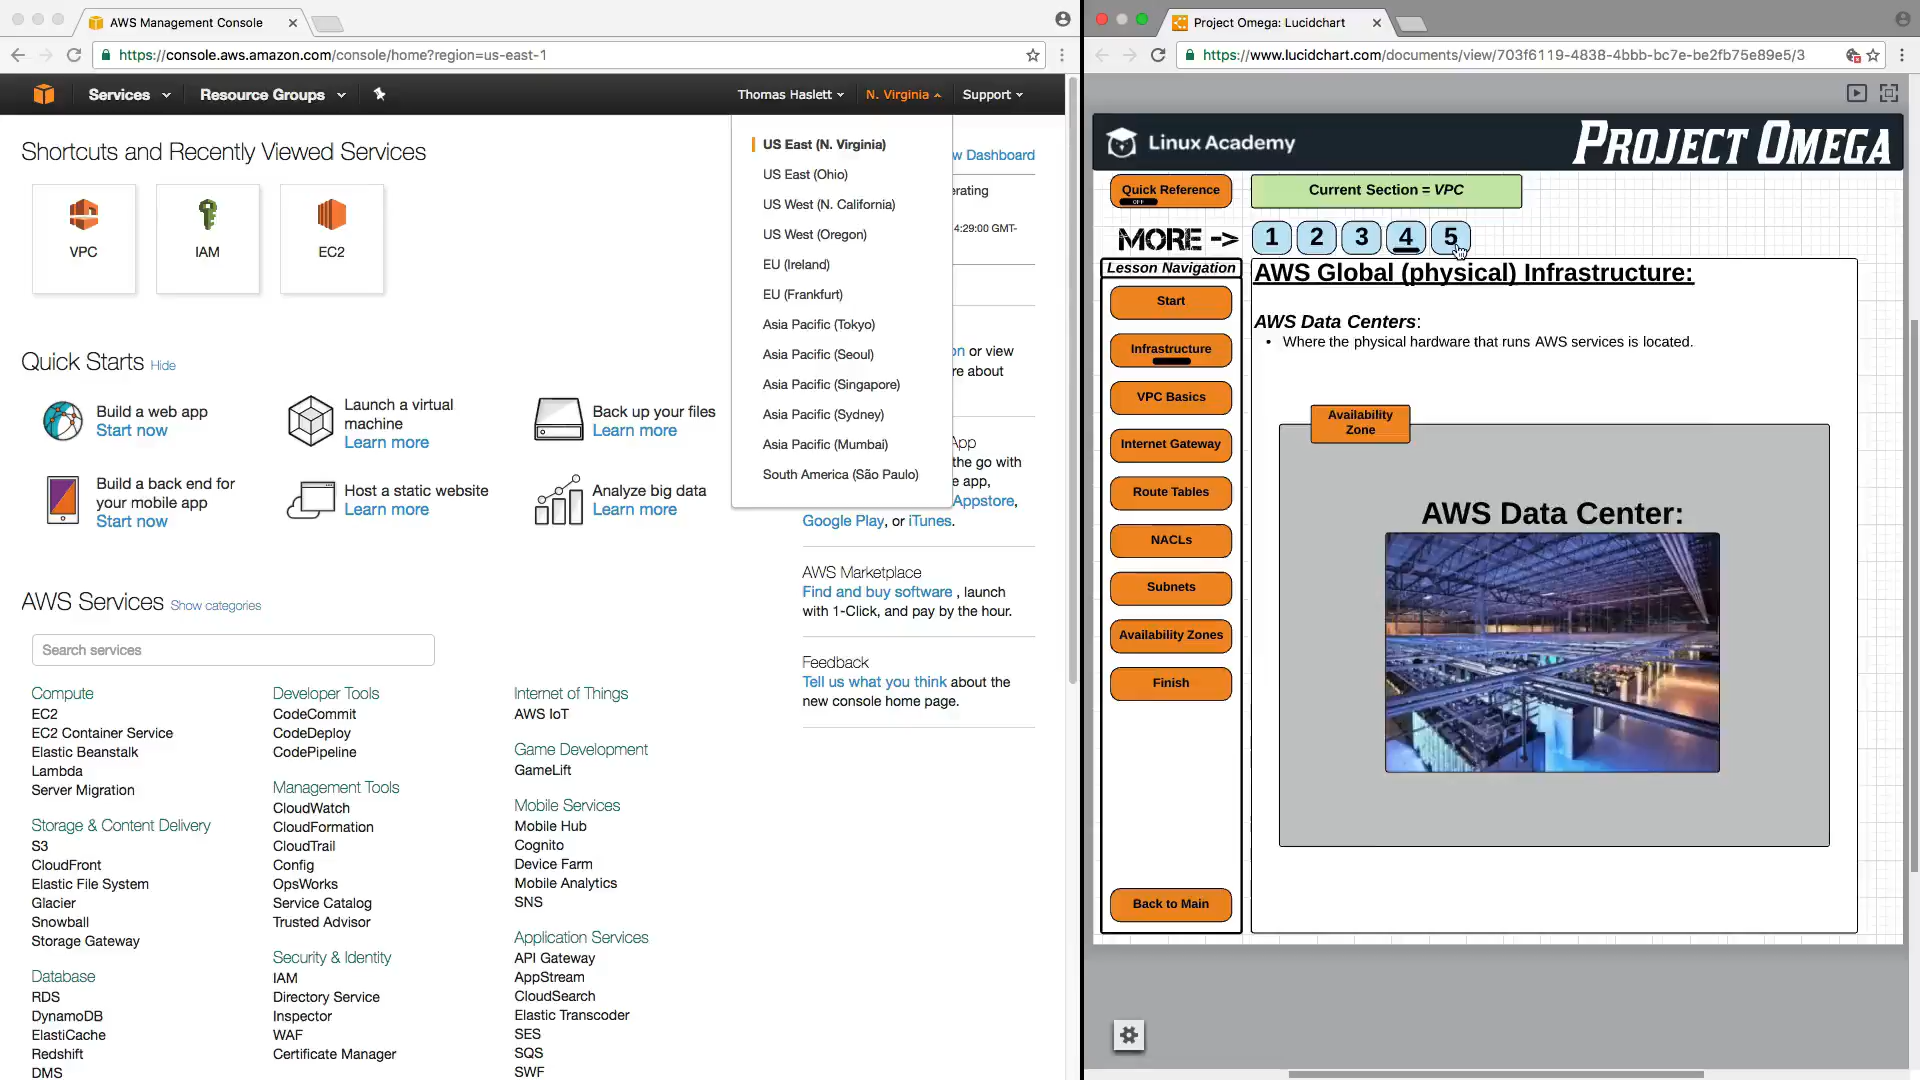 AWS Management Console
https://console.aws.amazon.com/console/home?region=us-east-1
Services
Resource Groups
Thomas Haslett
N. Virginia
Support
Shortcuts and Recently Viewed Services
VPC
IAM
EC2
US East (N. Virginia)
US East (Ohio)
US West (N. California)
US West (Oregon)
EU (Ireland)
EU (Frankfurt)
Asia Pacific (Tokyo)
Asia Pacific (Seoul)
Asia Pacific (Singapore)
Asia Pacific (Sydney)
Asia Pacific (Mumbai)
South America (São Paulo)
w Dashboard
erating
4:29:00 GMT-
on or view
re about
App
the go with
e app,
Appstore,
Google Play, or iTunes.
Quick Starts Hide
Build a web app
Start now
Launch a virtual
machine
Learn more
Back up your files
Learn more
Build a back end for
your mobile app
Start now
Host a static website
Learn more
Analyze big data
Learn more
AWS Marketplace
Find and buy software , launch
with 1-Click, and pay by the hour.
Feedback
Tell us what you think about the
new console home page.
AWS Services Show categories
Search services
Compute
EC2
EC2 Container Service
Elastic Beanstalk
Lambda
Server Migration
Storage & Content Delivery
S3
CloudFront
Elastic File System
Glacier
Snowball
Storage Gateway
Database
RDS
DynamoDB
ElastiCache
Redshift
DMS
Developer Tools
CodeCommit
CodeDeploy
CodePipeline
Management Tools
CloudWatch
CloudFormation
CloudTrail
Config
OpsWorks
Service Catalog
Trusted Advisor
Security & Identity
IAM
Directory Service
Inspector
WAF
Certificate Manager
Internet of Things
AWS IoT
Game Development
GameLift
Mobile Services
Mobile Hub
Cognito
Device Farm
Mobile Analytics
SNS
Application Services
API Gateway
AppStream
CloudSearch
Elastic Transcoder
SES
SQS
SWF
Project Omega: Lucidchart
https://www.lucidchart.com/documents/view/703f6119-4838-4bbb-bc7e-be2fb75e89e5/3
Linux Academy
PROJECT OMEGA
Quick Reference
OFF
Current Section = VPC
MORE ->
1
2
3
4
5
Lesson Navigation
Start
Infrastructure
VPC Basics
Internet Gateway
Route Tables
NACLs
Subnets
Availability Zones
Finish
Back to Main
AWS Global (physical) Infrastructure:
AWS Data Centers:
• Where the physical hardware that runs AWS services is located.
Availability
Zone
AWS Data Center: